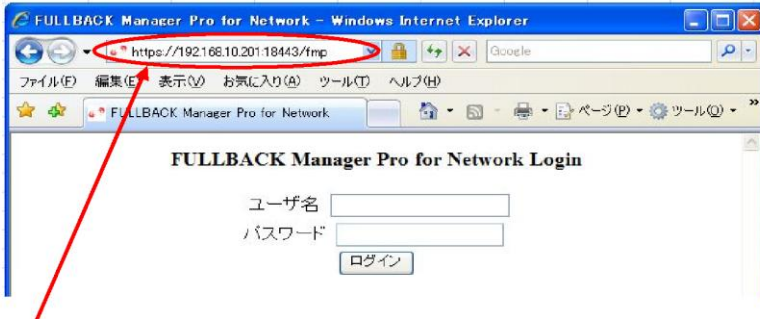 FULLBACK Manager Pro for Network - Windows Internet Explorer
https://192.168.10.201:18443/fmp
Google
ファイル(F) 編集(E) 表示(V) お気に入り(A) ツール(T) ヘルプ(H)
FULLBACK Manager Pro for Network
ページ(P) ツール(O) »
FULLBACK Manager Pro for Network Login
ユーザ名
パスワード
ログイン